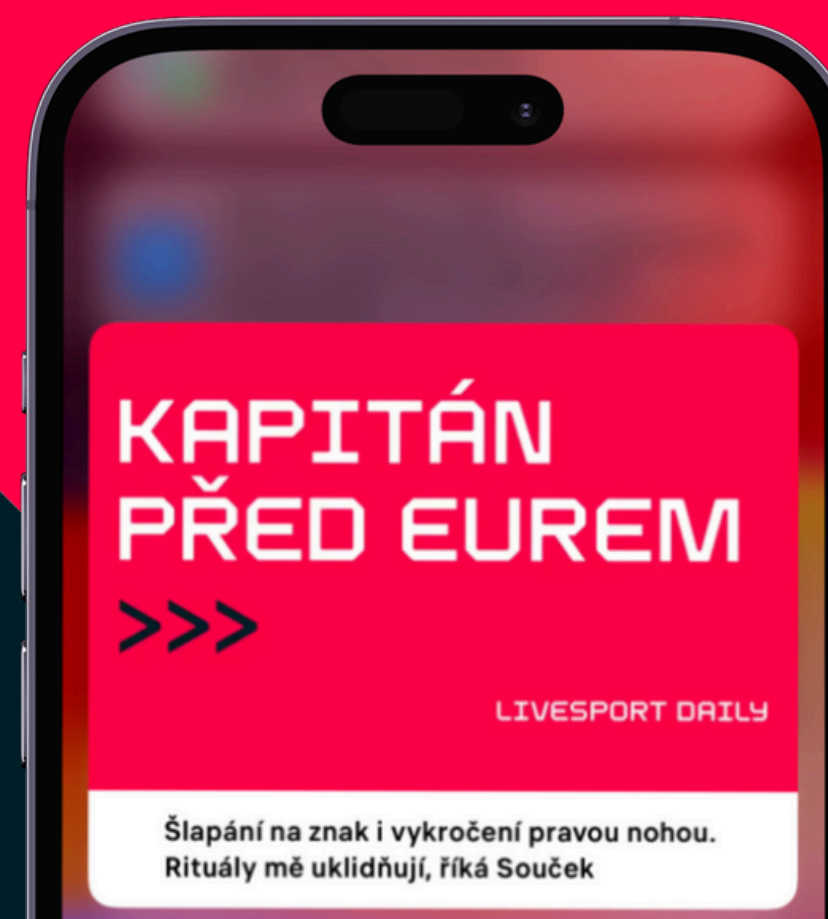 KAPITÁN
PŘED EUREM
>>>
LIVESPORT DAILY
Šlapání na znak i vykročení pravou nohou.
Rituály mě uklidňují, říká Souček